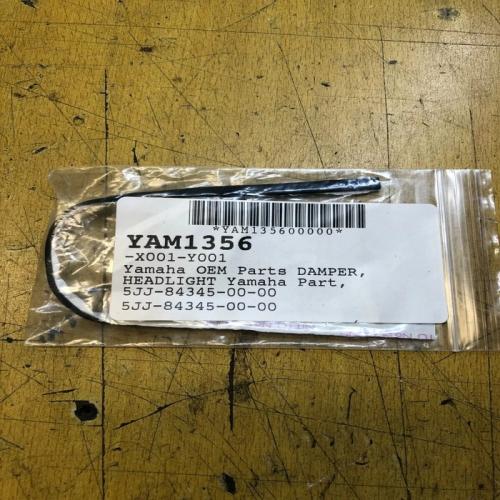 *YAM135600000*
YAM1356
-X001-Y001
Yamaha OEM Parts DAMPER,
HEADLIGHT Yamaha Part,
5JJ-84345-00-00
5JJ-84345-00-00